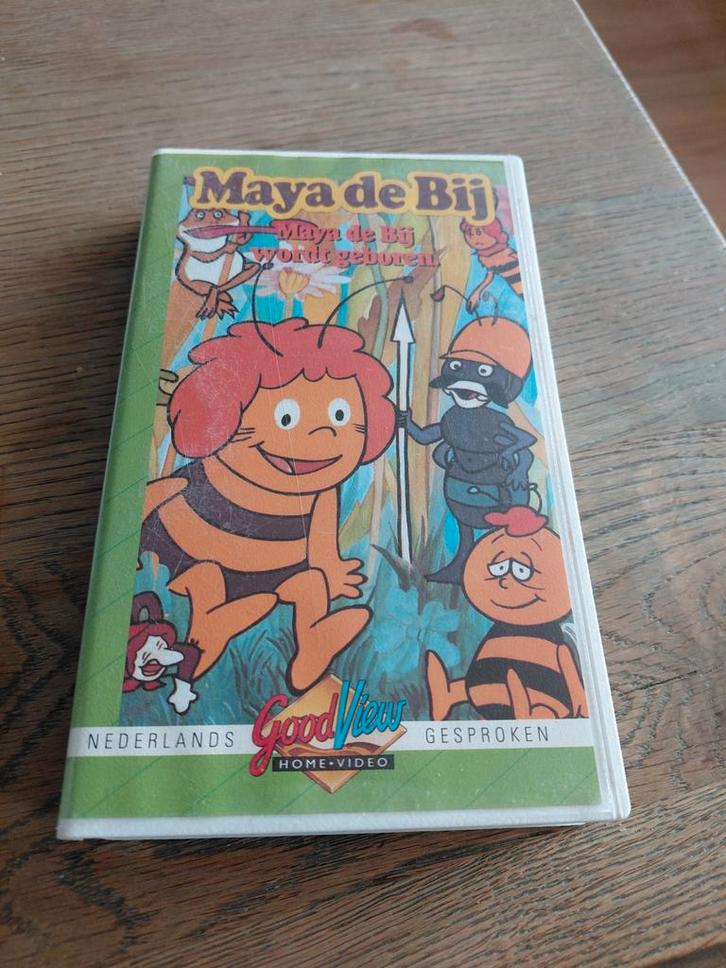 Maya de Bij
Maya de Bij
wordt geboren
NEDERLANDS GoodView GESPROKEN
HOME•VIDEO